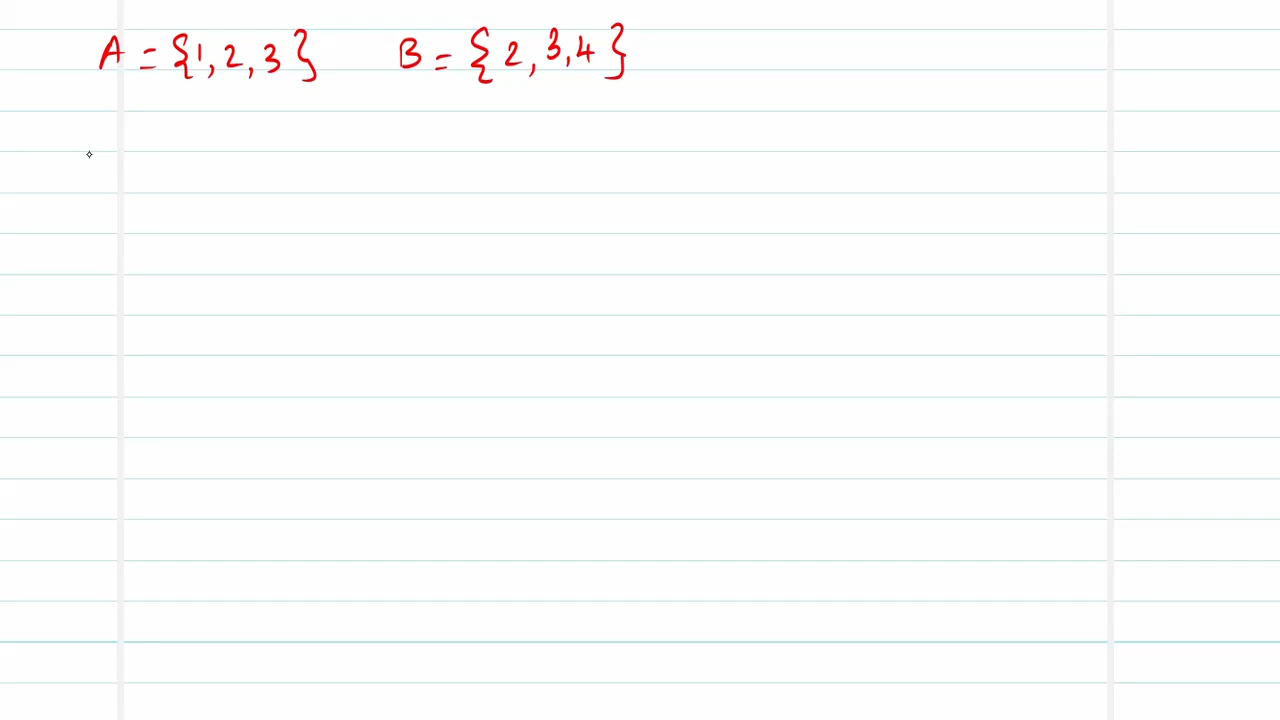 A = {1, 2, 3} B = {2, 3, 4}